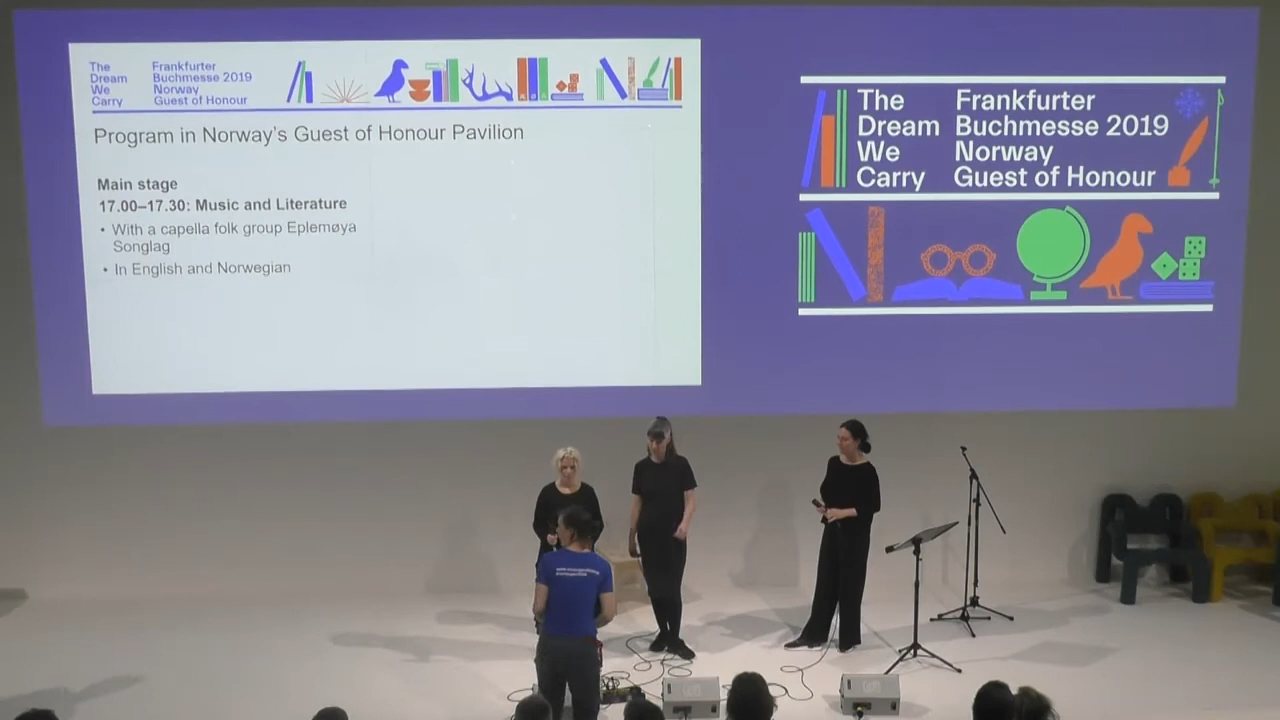 The
Dream
We
Carry
Frankfurter
Buchmesse 2019
Norway
Guest of Honour
Program in Norway's Guest of Honour Pavilion
Main stage
17.00–17.30: Music and Literature
• With a capella folk group Eplemøya
Songlag
• In English and Norwegian
The
Dream
We
Carry
Frankfurter
Buchmesse 2019
Norway
Guest of Honour